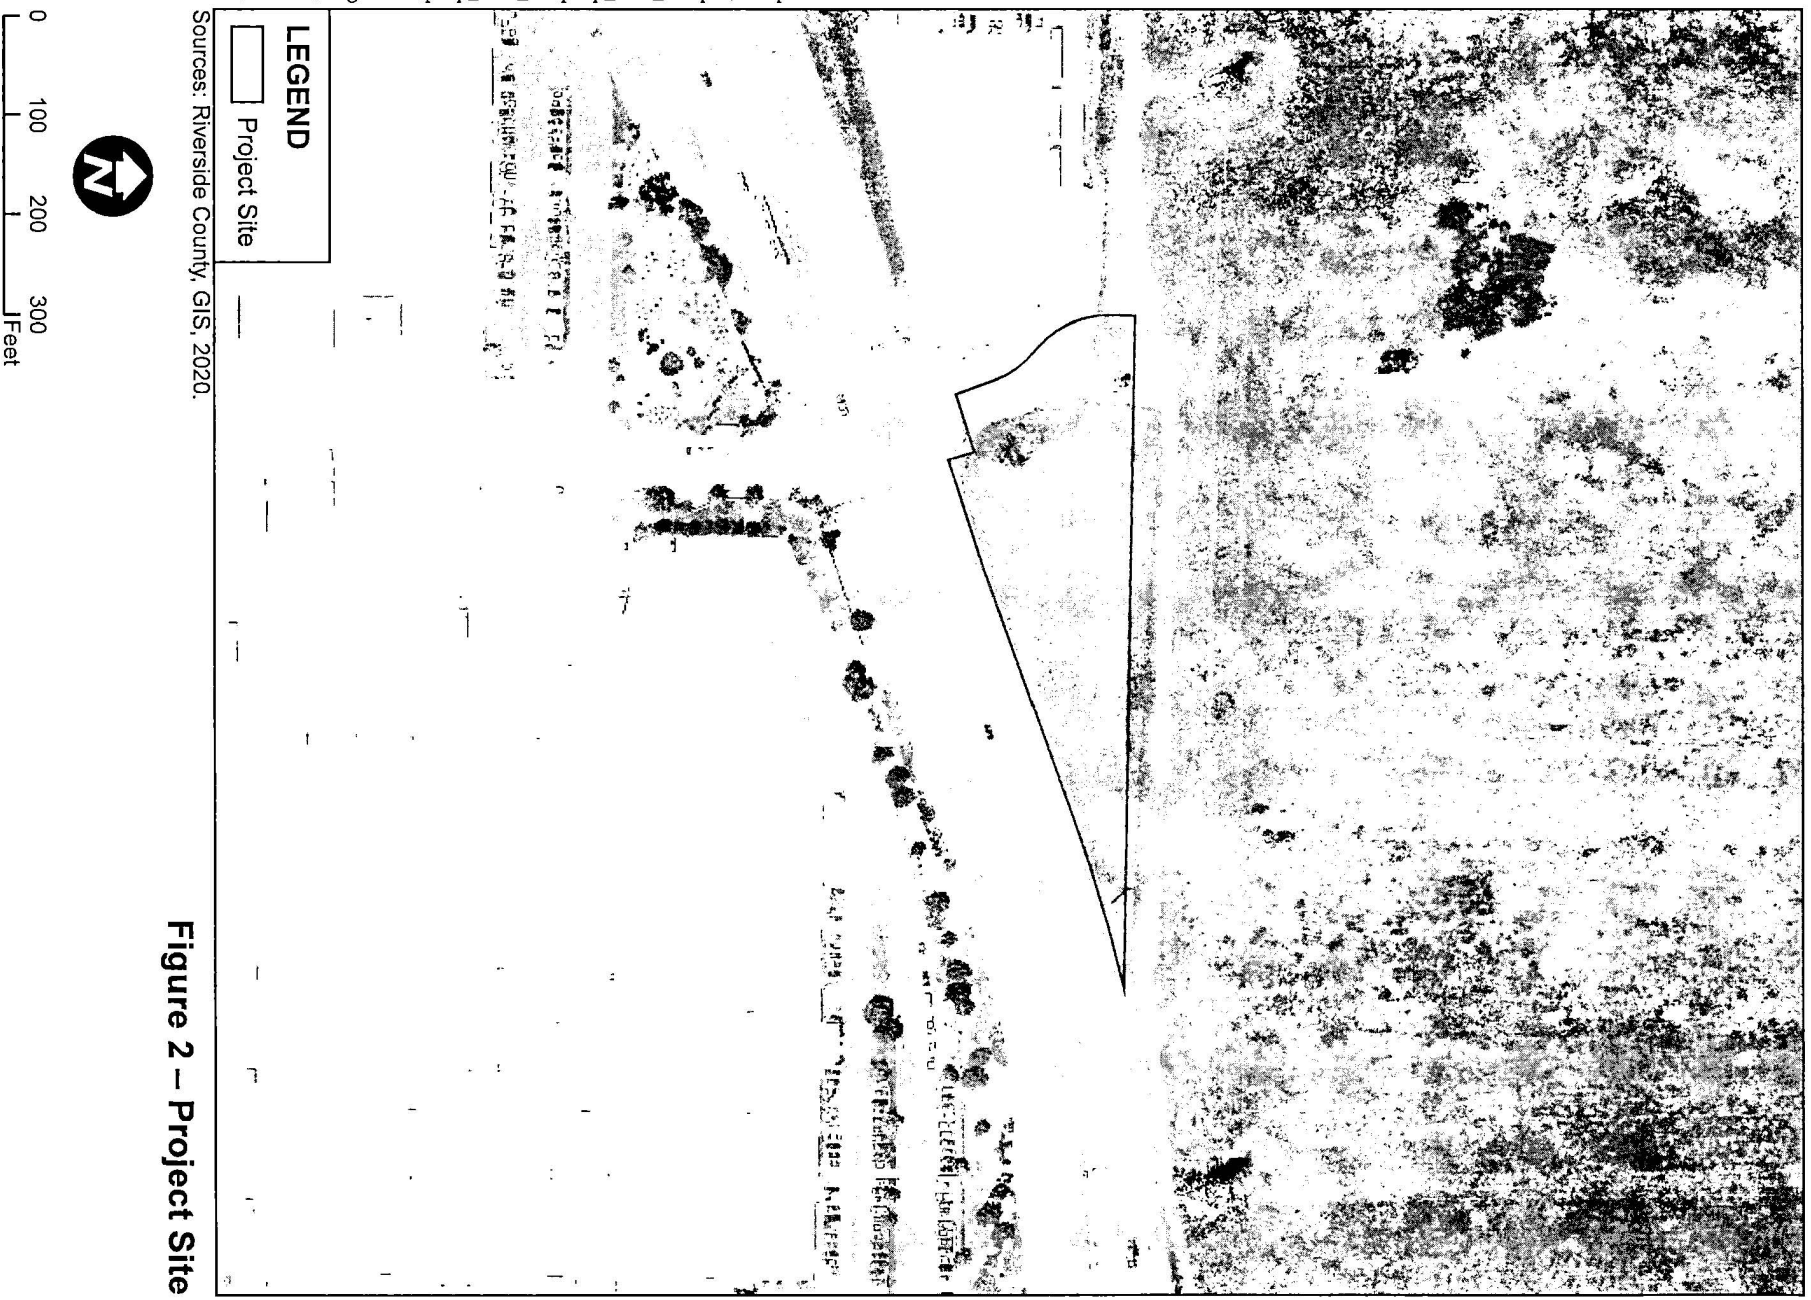 LEGEND
Project Site
Sources: Riverside County, GIS, 2020.
N
0 100 200 300
Feet
Figure 2 – Project Site